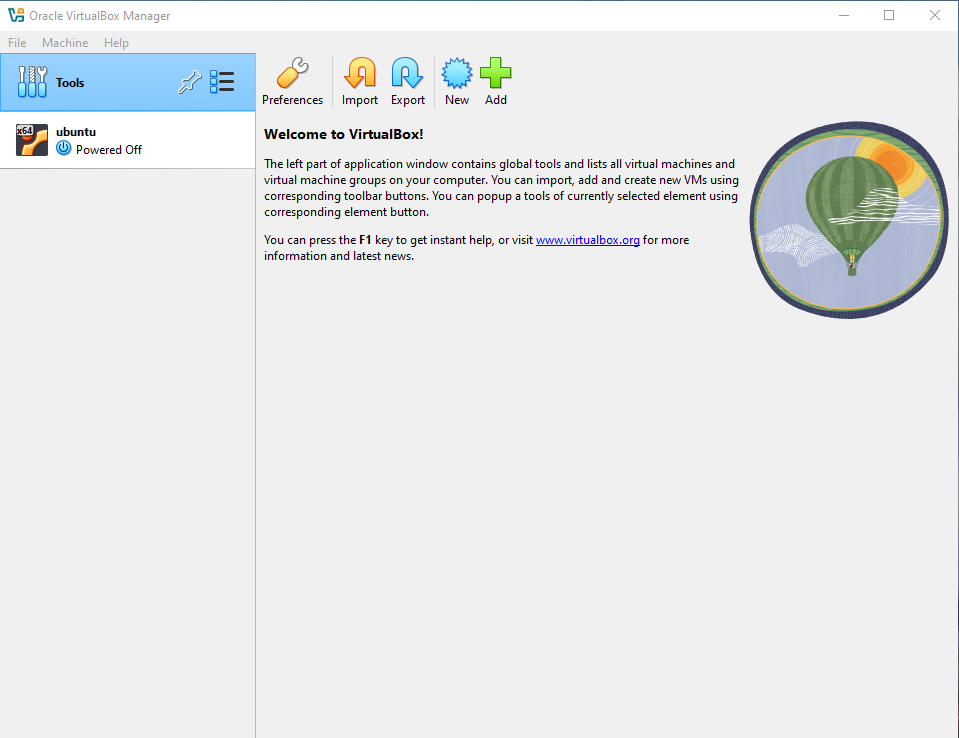 Oracle VirtualBox Manager
File Machine Help
Tools
Preferences Import Export New Add
x64
ubuntu
Powered Off
Welcome to VirtualBox!
The left part of application window contains global tools and lists all virtual machines and
virtual machine groups on your computer. You can import, add and create new VMs using
corresponding toolbar buttons. You can popup a tools of currently selected element using
corresponding element button.
You can press the F1 key to get instant help, or visit www.virtualbox.org for more
information and latest news.